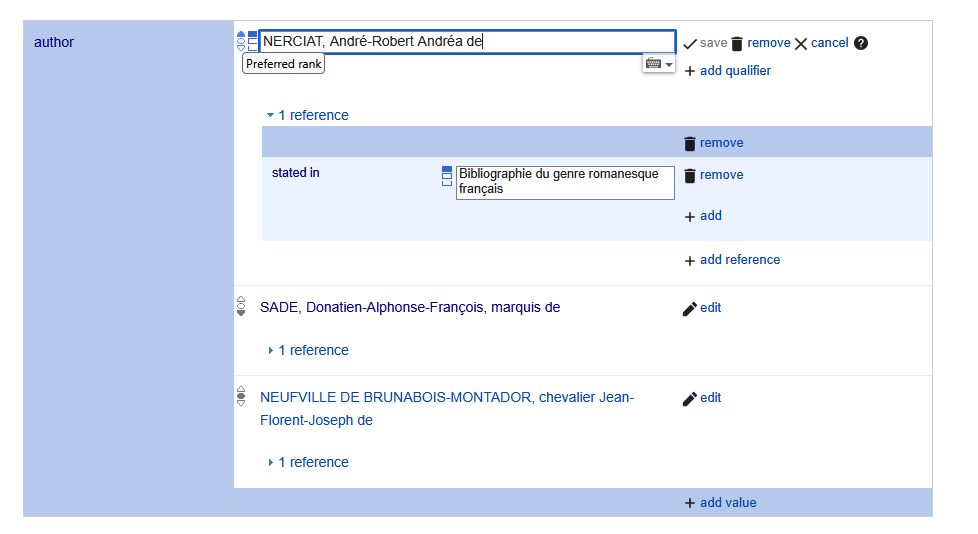 author
NERCIAT, André-Robert Andréa de
save remove cancel ?
Preferred rank
+ add qualifier
1 reference
remove
stated in
Bibliographie du genre romanesque
français
remove
+ add
+ add reference
SADE, Donatien-Alphonse-François, marquis de
edit
1 reference
NEUFVILLE DE BRUNABOIS-MONTADOR, chevalier Jean-
Florent-Joseph de
edit
1 reference
+ add value